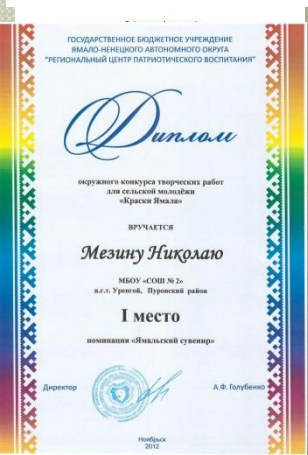 ГОСУДАРСТВЕННОЕ БЮДЖЕТНОЕ УЧРЕЖДЕНИЕ
ЯМАЛО-НЕНЕЦКОГО АВТОНОМНОГО ОКРУГА
"РЕГИОНАЛЬНЫЙ ЦЕНТР ПАТРИОТИЧЕСКОГО ВОСПИТАНИЯ"
Диплом
окружного конкурса творческих работ
для сельской молодёжи
«Краски Ямала»
ВРУЧАЕТСЯ
Мезину Николаю
МБОУ «СОШ № 2»
п.г.т. Уренгой, Пуровский район
I место
номинация «Ямальский сувенир»
Директор
А.Ф. Голубенко
Ноябрьск
2012